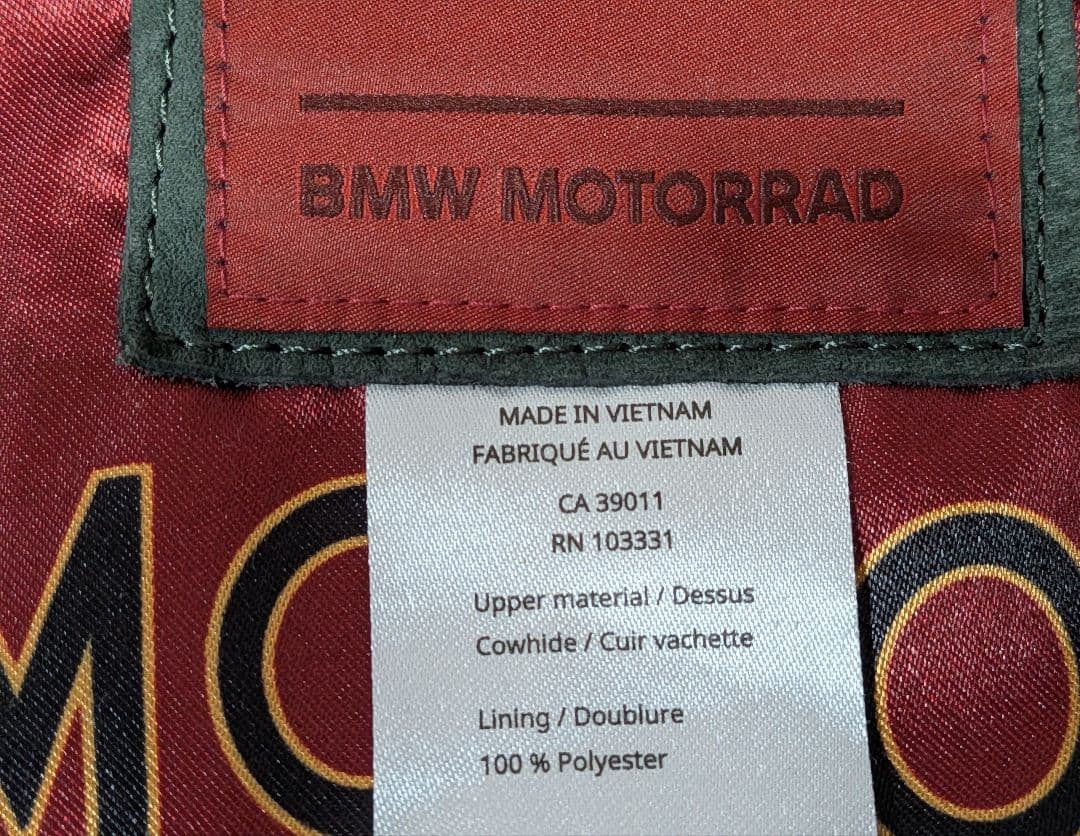 BMW MOTORRAD
MADE IN VIETNAM
FABRIQUÉ AU VIETNAM
CA 39011
RN 103331
Upper material / Dessus
Cowhide / Cuir vachette
Lining / Doublure
100 % Polyester